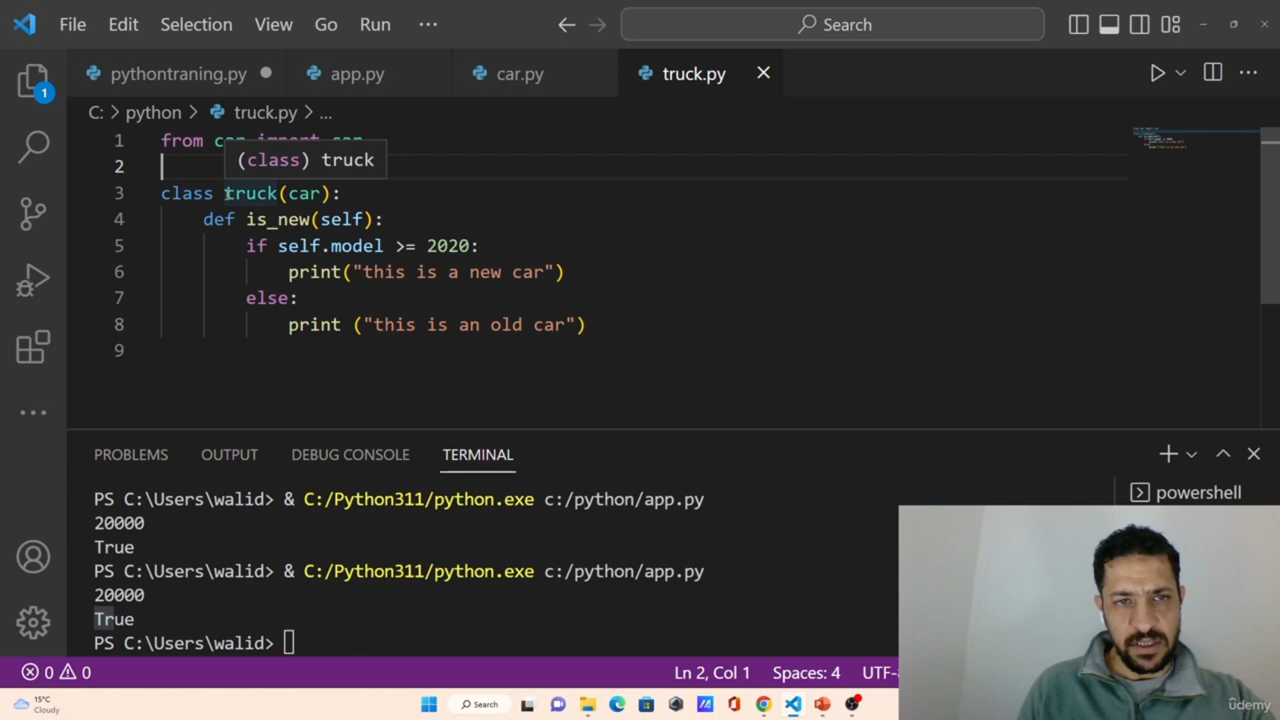 File Edit Selection View Go Run ··· Search
pythontraning.py app.py car.py truck.py
C: > python > truck.py > ...
1 from car import car
(class) truck
2
3 class truck(car):
4 def is_new(self):
5 if self.model >= 2020:
6 print("this is a new car")
7 else:
8 print ("this is an old car")
9
1
PROBLEMS OUTPUT DEBUG CONSOLE TERMINAL
powershell
PS C:\Users\walid> & C:/Python311/python.exe c:/python/app.py
20000
True
PS C:\Users\walid> & C:/Python311/python.exe c:/python/app.py
20000
True
PS C:\Users\walid>
0 0 Ln 2, Col 1 Spaces: 4 UTF-
15°C
Cloudy
Search
udemy